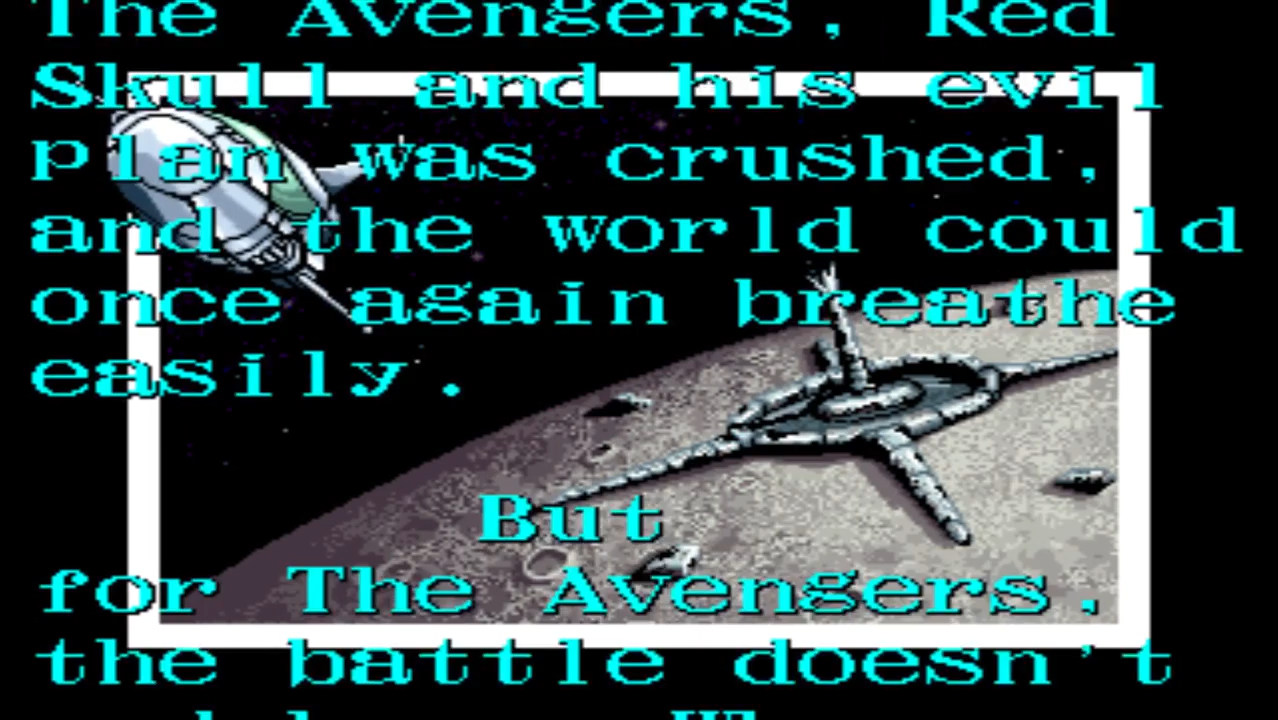 The Avengers, Red
Skull and his evil
plan was crushed,
and the world could
once again breathe
easily.
But
for The Avengers,
the battle doesn't